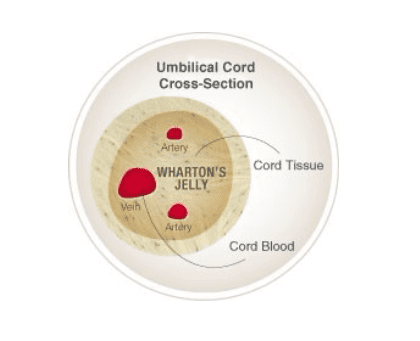 Umbilical Cord
Cross-Section
Artery
WHARTON'S
JELLY
Cord Tissue
Vein
Artery
Cord Blood